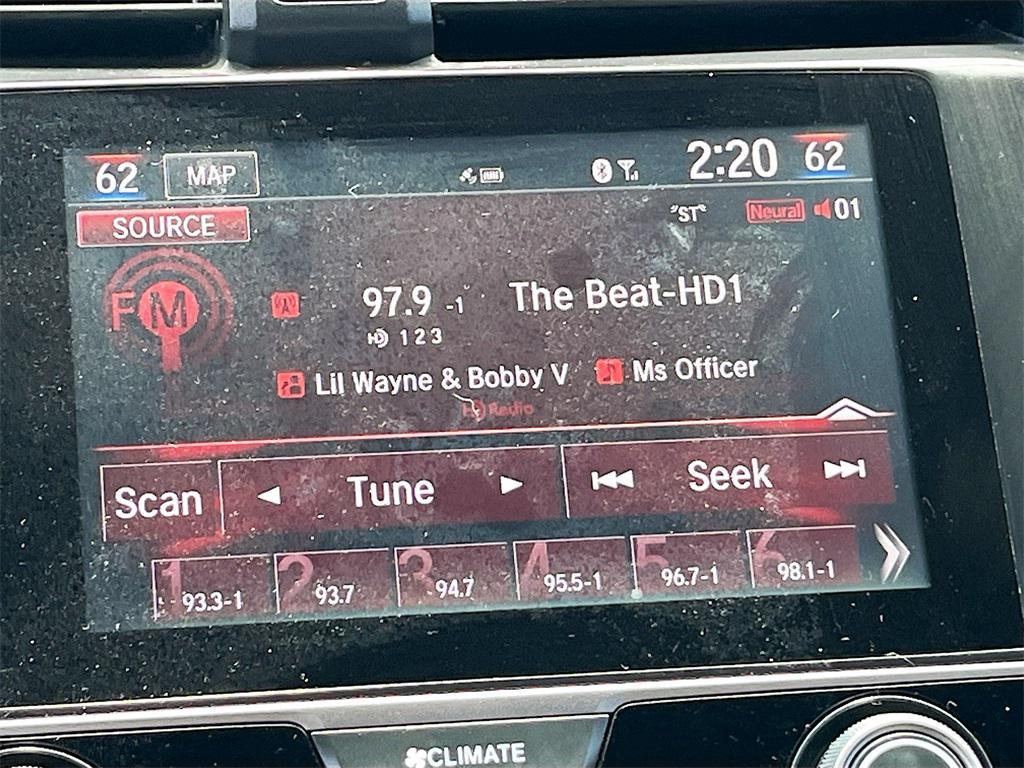 62 MAP 2:20 62
SOURCE "ST" Neural 01
FM 97.9 -1 The Beat-HD1
HD 1 2 3
Lil Wayne & Bobby V Ms Officer
HD Radio
Scan Tune Seek
1 2 3 4 5 6
93.3-1 93.7 94.7 95.5-1 96.7-1 98.1-1
CLIMATE